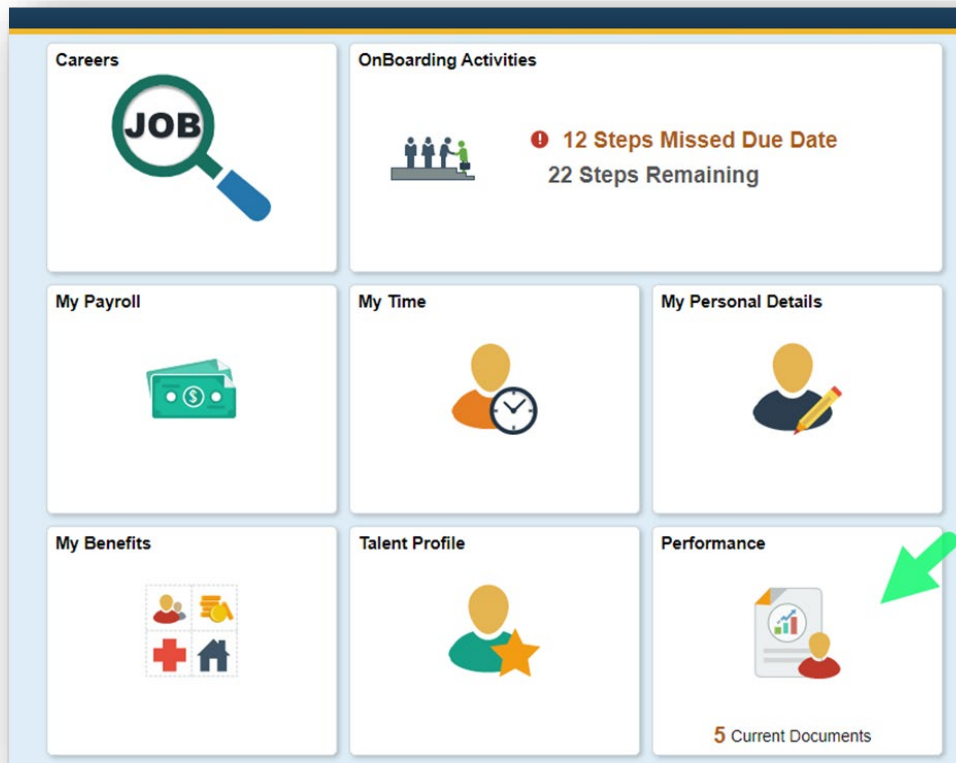 Careers
JOB
OnBoarding Activities
12 Steps Missed Due Date
22 Steps Remaining
My Payroll
$
My Time
My Personal Details
My Benefits
Talent Profile
Performance
5 Current Documents